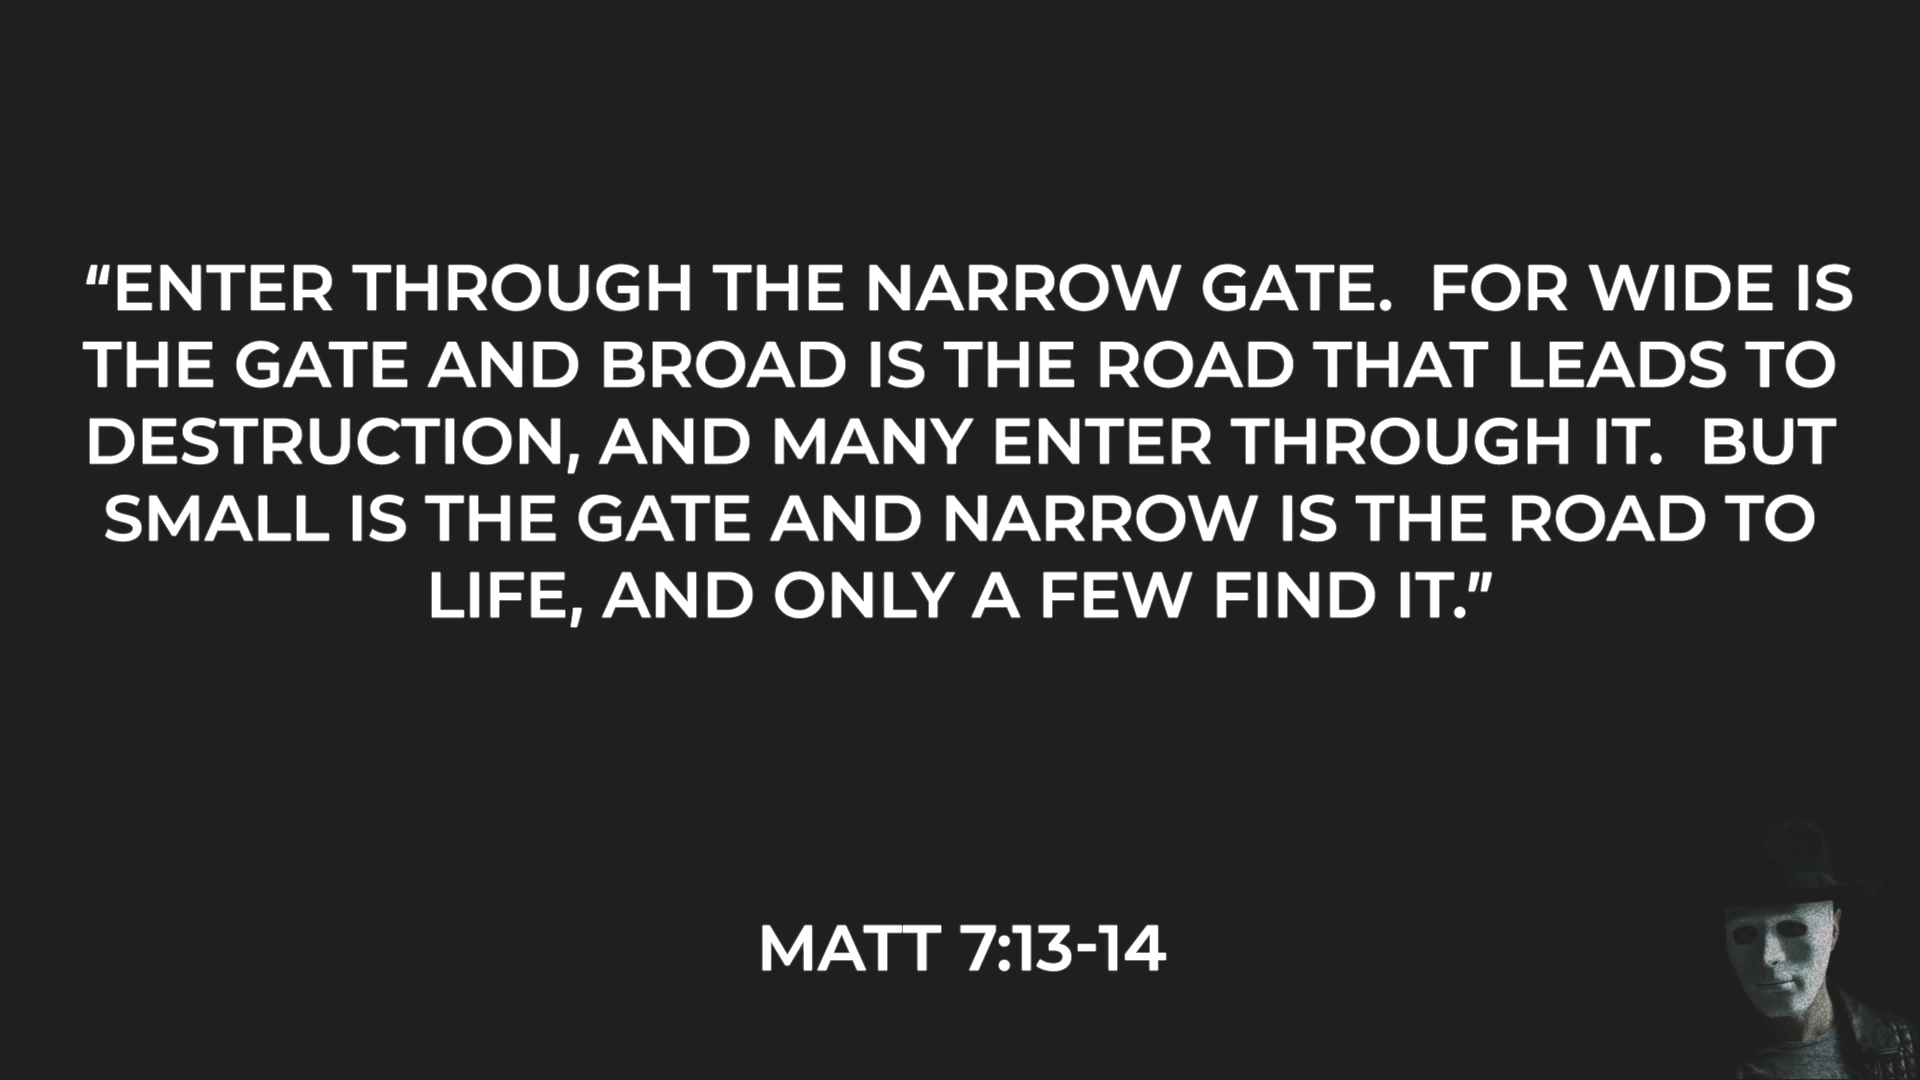 “ENTER THROUGH THE NARROW GATE.  FOR WIDE IS
THE GATE AND BROAD IS THE ROAD THAT LEADS TO
DESTRUCTION, AND MANY ENTER THROUGH IT.  BUT
SMALL IS THE GATE AND NARROW IS THE ROAD TO
LIFE, AND ONLY A FEW FIND IT.”
MATT 7:13-14